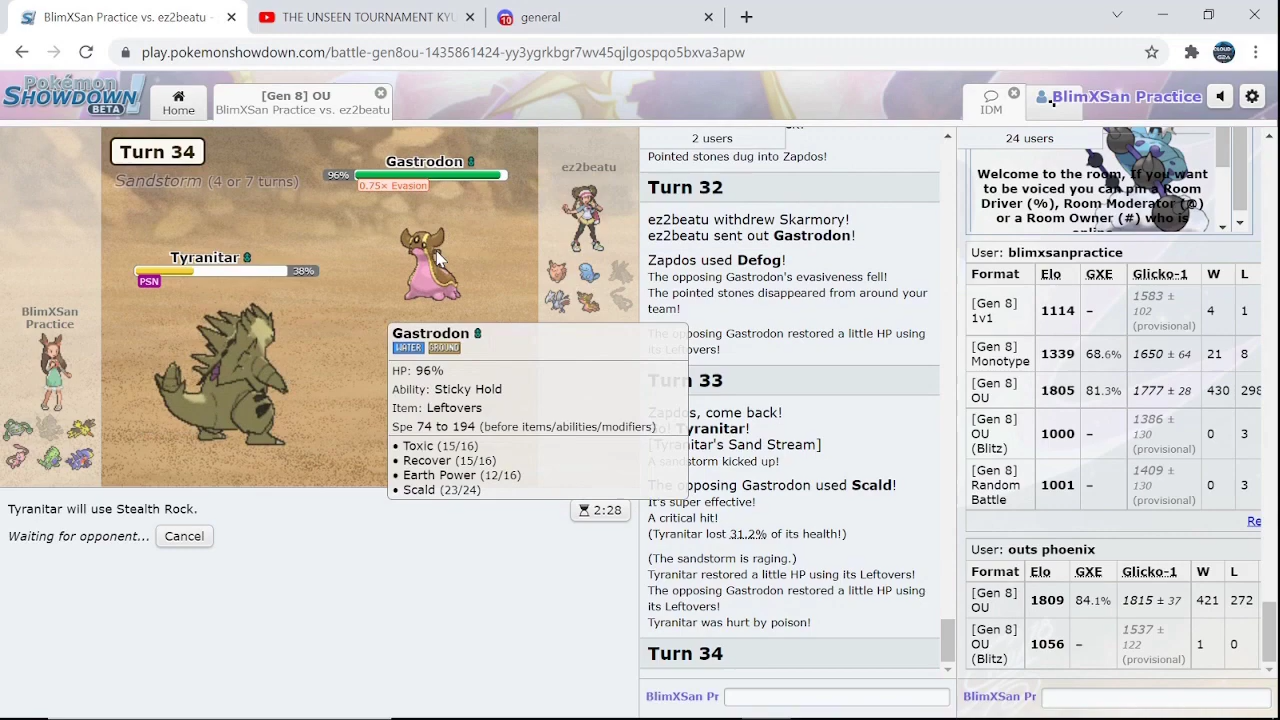 BlimXSan Practice vs. ez2beatu -
THE UNSEEN TOURNAMENT KYU
general
play.pokemonshowdown.com/battle-gen8ou-1435861424-yy3ygrkbgr7wv45qjlgospqo5bxva3apw
Pokémon
SHOWDOWN!
BETA
Home
[Gen 8] OU
BlimXSan Practice vs. ez2beatu
IDM
BlimXSan Practice
Turn 34
Sandstorm (4 or 7 turns)
Gastrodon
96%
0.75× Evasion
Tyranitar
38%
PSN
ez2beatu
BlimXSan
Practice
Gastrodon
WATER GROUND
HP: 96%
Ability: Sticky Hold
Item: Leftovers
Spe 74 to 194 (before items/abilities/modifiers)
• Toxic (15/16)
• Recover (15/16)
• Earth Power (12/16)
• Scald (23/24)
Tyranitar will use Stealth Rock.
Waiting for opponent...
Cancel
2:28
2 users
Pointed stones dug into Zapdos!
Turn 32
ez2beatu withdrew Skarmory!
ez2beatu sent out Gastrodon!
Zapdos used Defog!
The opposing Gastrodon's evasiveness fell!
The pointed stones disappeared from around your
team!
The opposing Gastrodon restored a little HP using
its Leftovers!
Turn 33
Zapdos, come back!
Go! Tyranitar!
[Tyranitar's Sand Stream]
A sandstorm kicked up!
The opposing Gastrodon used Scald!
It's super effective!
A critical hit!
(Tyranitar lost 31.2% of its health!)
(The sandstorm is raging.)
Tyranitar restored a little HP using its Leftovers!
The opposing Gastrodon restored a little HP using
its Leftovers!
Tyranitar was hurt by poison!
Turn 34
BlimXSan Pr
24 users
Welcome to the room, If you want
to be voiced you can pm a Room
Driver (%), Room Moderator (@)
or a Room Owner (#) who is
online
User: blimxsanpractice
Format Elo GXE Glicko-1 W L
[Gen 8] 1v1 1114 – 1583 ± 102 (provisional) 4 1
[Gen 8] Monotype 1339 68.6% 1650 ± 64 21 8
[Gen 8] OU 1805 81.3% 1777 ± 28 430 298
[Gen 8] OU (Blitz) 1000 – 1386 ± 130 (provisional) 0 3
[Gen 8] Random Battle 1001 – 1409 ± 130 (provisional) 0 3
Re
User: outs phoenix
Format Elo GXE Glicko-1 W L
[Gen 8] OU 1809 84.1% 1815 ± 37 421 272
[Gen 8] OU (Blitz) 1056 – 1537 ± 122 (provisional) 1 0
BlimXSan Pr